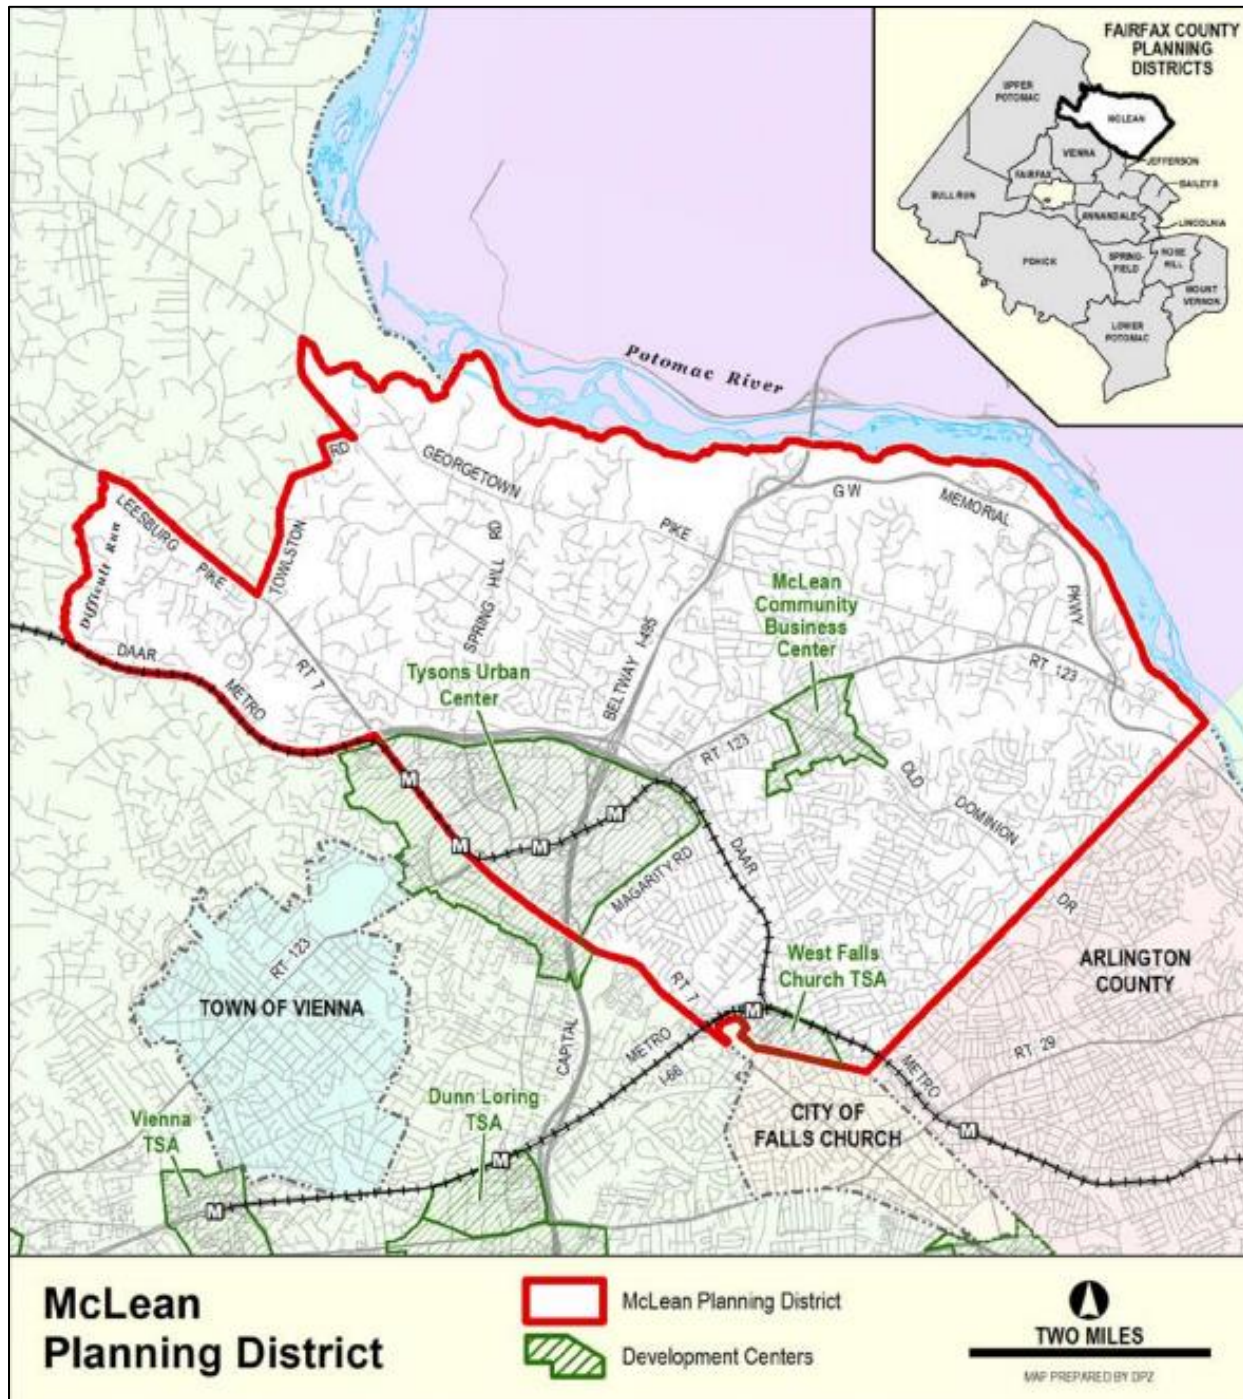 FAIRFAX COUNTY
PLANNING
DISTRICTS
UPPER
POTOMAC
MCLEAN
VIENNA
JEFFERSON
FAIRFAX
BAILEY'S
BULL RUN
ANNANDALE
LINCOLNIA
POHICK
SPRING-
FIELD
ROSE
HILL
MOUNT
VERNON
LOWER
POTOMAC
Potomac River
RD
GEORGETOWN
PIKE
GW
MEMORIAL
PKWY
LEESBURG
PIKE
TOWLSTON
Difficult Run
SPRING HILL RD
McLean
Community
Business
Center
DAAR
METRO
RT 7
Tysons Urban
Center
BELTWAY I-495
RT 123
RT 123
OLD
DOMINION
DR
M
M
M
M
DAAR
MAGARITY RD
West Falls
Church TSA
ARLINGTON
COUNTY
RT 123
TOWN OF VIENNA
RT 7
M
METRO
I-66
CAPITAL
METRO
RT 29
Dunn Loring
TSA
CITY OF
FALLS CHURCH
M
Vienna
TSA
M
M
McLean
Planning District
McLean Planning District
Development Centers
TWO MILES
MAP PREPARED BY DPZ